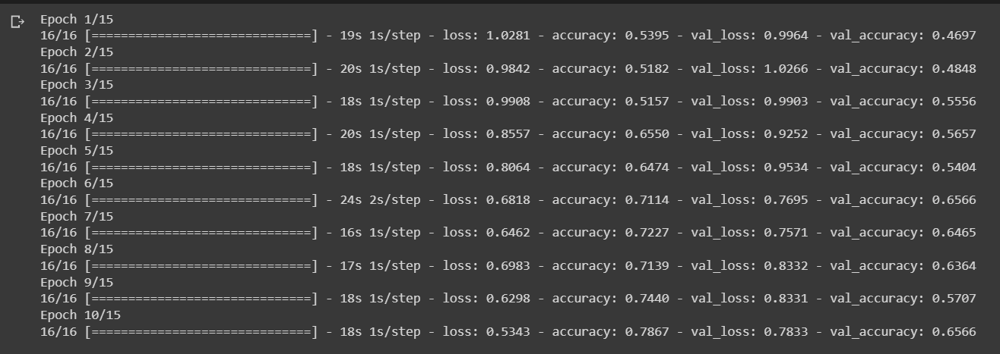 Epoch 1/15
16/16 [==============================] - 19s 1s/step - loss: 1.0281 - accuracy: 0.5395 - val_loss: 0.9964 - val_accuracy: 0.4697
Epoch 2/15
16/16 [==============================] - 20s 1s/step - loss: 0.9842 - accuracy: 0.5182 - val_loss: 1.0266 - val_accuracy: 0.4848
Epoch 3/15
16/16 [==============================] - 18s 1s/step - loss: 0.9908 - accuracy: 0.5157 - val_loss: 0.9903 - val_accuracy: 0.5556
Epoch 4/15
16/16 [==============================] - 20s 1s/step - loss: 0.8557 - accuracy: 0.6550 - val_loss: 0.9252 - val_accuracy: 0.5657
Epoch 5/15
16/16 [==============================] - 18s 1s/step - loss: 0.8064 - accuracy: 0.6474 - val_loss: 0.9534 - val_accuracy: 0.5404
Epoch 6/15
16/16 [==============================] - 24s 2s/step - loss: 0.6818 - accuracy: 0.7114 - val_loss: 0.7695 - val_accuracy: 0.6566
Epoch 7/15
16/16 [==============================] - 16s 1s/step - loss: 0.6462 - accuracy: 0.7227 - val_loss: 0.7571 - val_accuracy: 0.6465
Epoch 8/15
16/16 [==============================] - 17s 1s/step - loss: 0.6983 - accuracy: 0.7139 - val_loss: 0.8332 - val_accuracy: 0.6364
Epoch 9/15
16/16 [==============================] - 18s 1s/step - loss: 0.6298 - accuracy: 0.7440 - val_loss: 0.8331 - val_accuracy: 0.5707
Epoch 10/15
16/16 [==============================] - 18s 1s/step - loss: 0.5343 - accuracy: 0.7867 - val_loss: 0.7833 - val_accuracy: 0.6566